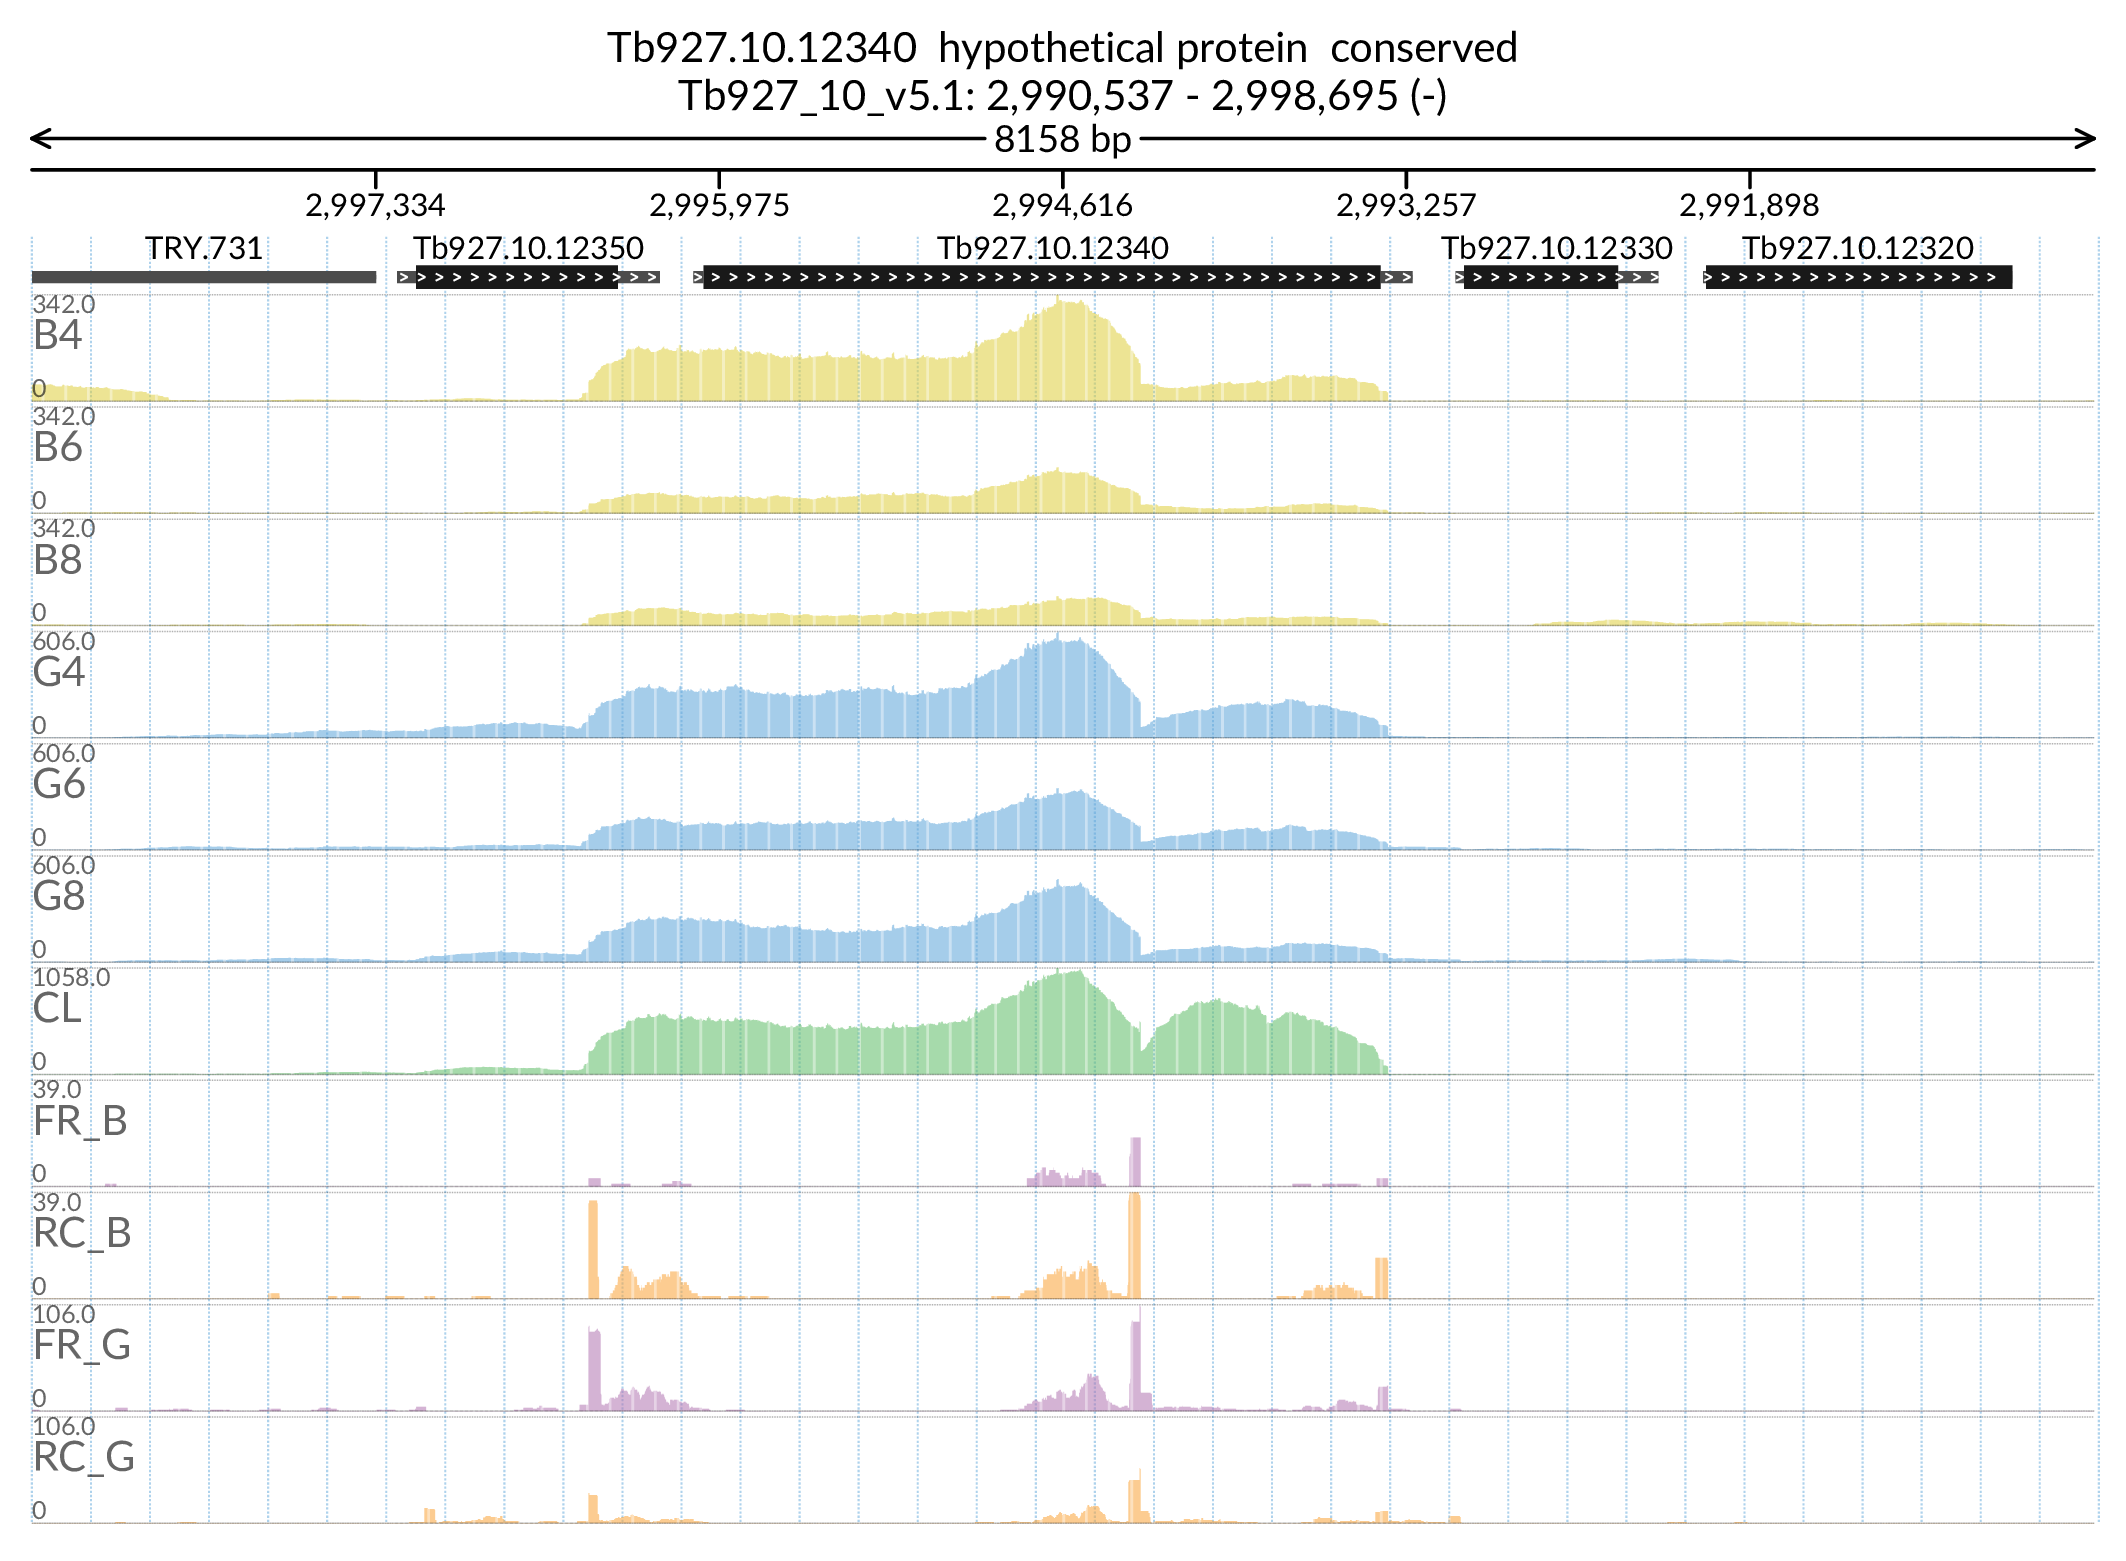 Tb927.10.12340 hypothetical protein conserved
Tb927_10_v5.1: 2,990,537 - 2,998,695 (-)
8158 bp
2,997,334 2,995,975 2,994,616 2,993,257 2,991,898
TRY.731 Tb927.10.12350 Tb927.10.12340 Tb927.10.12330 Tb927.10.12320
342.0
B4
0
342.0
B6
0
342.0
B8
0
606.0
G4
0
606.0
G6
0
606.0
G8
0
1058.0
CL
0
39.0
FR_B
0
39.0
RC_B
0
106.0
FR_G
0
106.0
RC_G
0